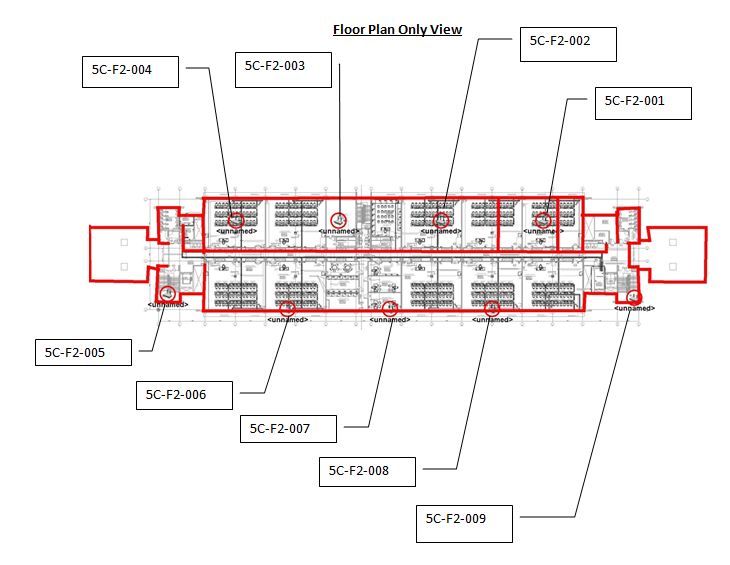 Floor Plan Only View
5C-F2-002
5C-F2-004
5C-F2-003
5C-F2-001
<unnamed>
<unnamed>
<unnamed>
<unnamed>
<unnamed>
<unnamed>
<unnamed>
<unnamed>
<unnamed>
5C-F2-005
5C-F2-006
5C-F2-007
5C-F2-008
5C-F2-009